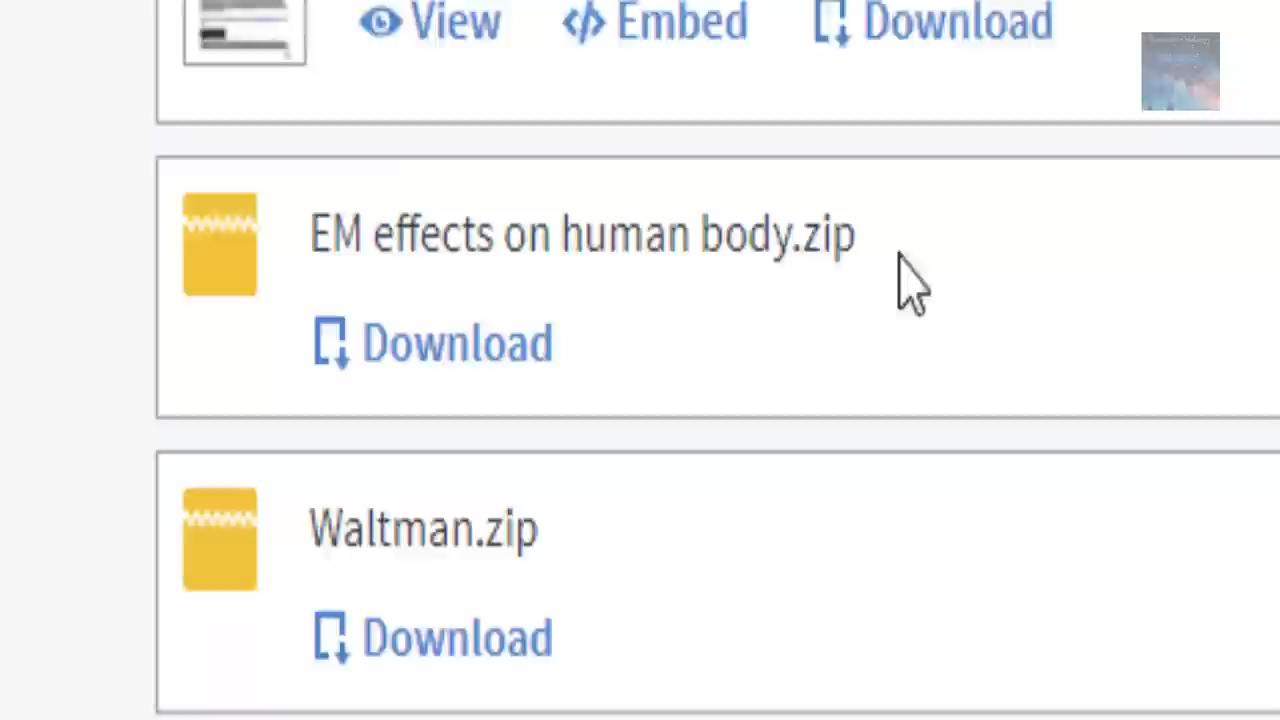 View Embed Download
EM effects on human body.zip
Download
Waltman.zip
Download